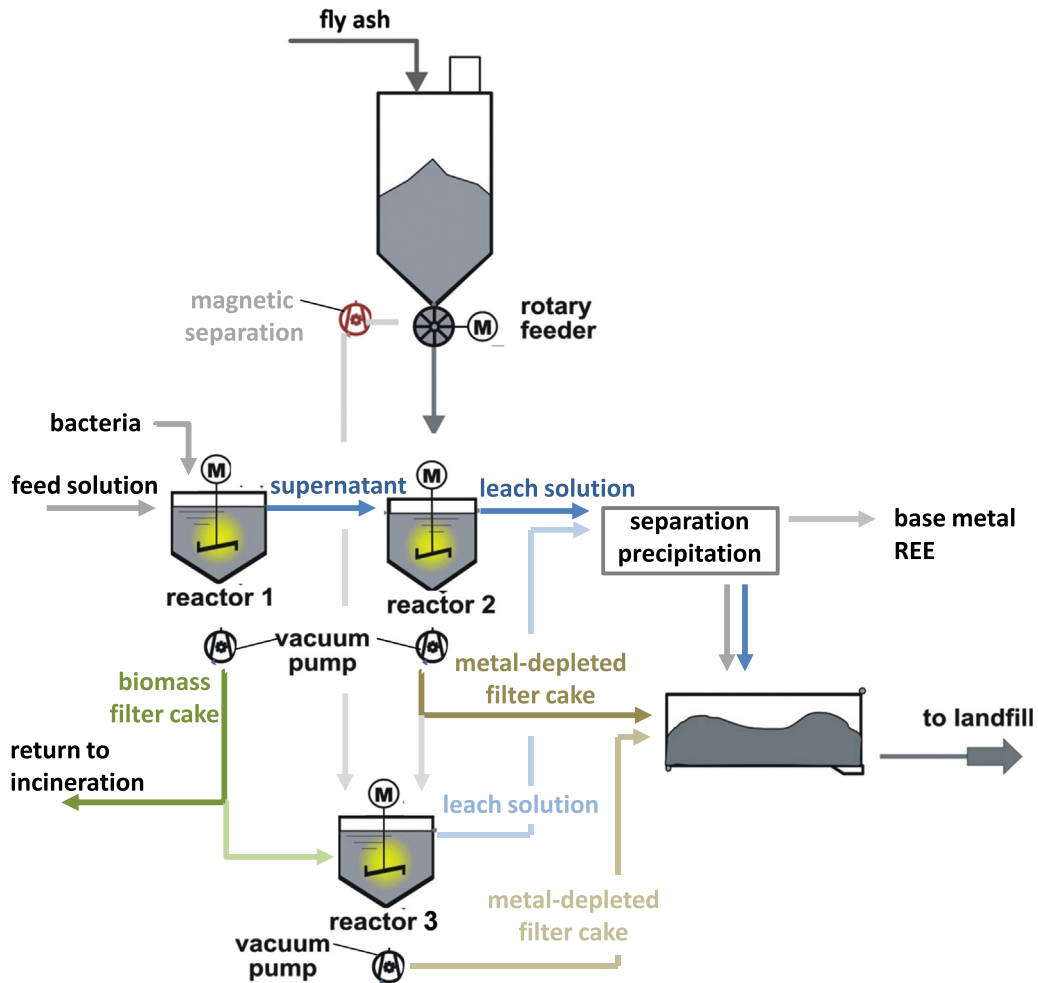 fly ash
magnetic
separation
rotary
feeder
M
bacteria
feed solution
M
supernatant
M
leach solution
separation
precipitation
base metal
REE
reactor 1
reactor 2
vacuum
pump
metal-depleted
filter cake
biomass
filter cake
to landfill
return to
incineration
M
leach solution
reactor 3
metal-depleted
filter cake
vacuum
pump